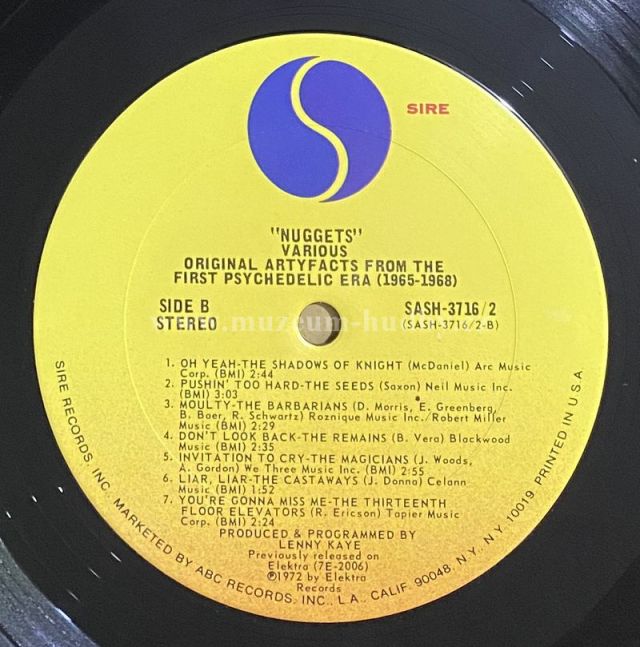 SIRE
"NUGGETS"
VARIOUS
ORIGINAL ARTYFACTS FROM THE
FIRST PSYCHEDELIC ERA (1965-1968)
SIDE B
STEREO
SASH-3716/2
(SASH-3716/2-B)
1. OH YEAH-THE SHADOWS OF KNIGHT (McDaniel) Arc Music
Corp. (BMI) 2:44
2. PUSHIN' TOO HARD-THE SEEDS (Saxon) Neil Music Inc.
(BMI) 3:03
3. MOULTY-THE BARBARIANS (D. Morris, E. Greenberg,
B. Baer, R. Schwartz) Roznique Music Inc./Robert Miller
Music (BMI) 2:29
4. DON'T LOOK BACK-THE REMAINS (B. Vera) Blackwood
Music (BMI) 2:35
5. INVITATION TO CRY-THE MAGICIANS (J. Woods,
A. Gordon) We Three Music Inc. (BMI) 2:55
6. LIAR, LIAR-THE CASTAWAYS (J. Donna) Celann
Music (BMI) 1:52
7. YOU'RE GONNA MISS ME-THE THIRTEENTH
FLOOR ELEVATORS (R. Ericson) Tapier Music
Corp. (BMI) 2:24
PRODUCED & PROGRAMMED BY
LENNY KAYE
Previously released on
Elektra (7E-2006)
℗1972 by Elektra
Records
SIRE RECORDS, INC. MARKETED BY ABC RECORDS, INC., L.A., CALIF. 90048, N.Y., N.Y. 10019. PRINTED IN U.S.A.